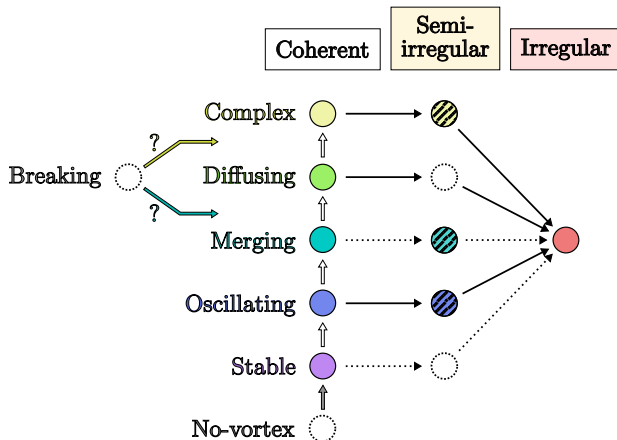 Coherent
Semi-
irregular
Irregular
Complex
?
Breaking
Diffusing
?
Merging
Oscillating
Stable
No-vortex